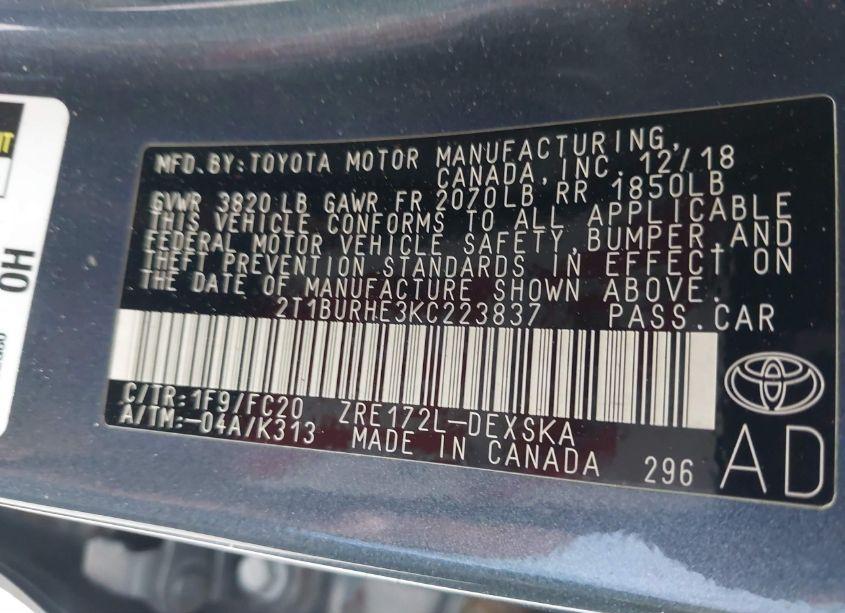 MFD. BY: TOYOTA MOTOR MANUFACTURING,
CANADA, INC. 12/18
GVWR 3820 LB GAWR FR 2070LB RR 1850LB
THIS VEHICLE CONFORMS TO ALL APPLICABLE
FEDERAL MOTOR VEHICLE SAFETY, BUMPER, AND
THEFT PREVENTION STANDARDS IN EFFECT ON
THE DATE OF MANUFACTURE SHOWN ABOVE.
2T1BURHE3KC223837 PASS. CAR
C/TR: 1F9/FC20 ZRE172L-DEXSKA
A/TM: -04A/K313 MADE IN CANADA 296
AD
OH